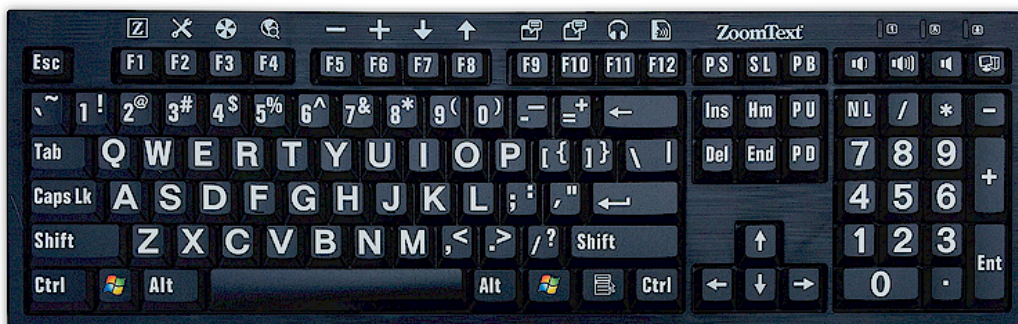 Z − + ↓ ↑ ZoomText 1 A
Esc F1 F2 F3 F4 F5 F6 F7 F8 F9 F10 F11 F12 PS SL PB
` ~ 1 ! 2 @ 3 # 4 $ 5 % 6 ^ 7 & 8 * 9 ( 0 ) - _ = + ← Ins Hm PU NL / * −
Tab Q W E R T Y U I O P [ { ] } \ | Del End PD 7 8 9 +
Caps Lk A S D F G H J K L ; : , " ↵ 4 5 6
Shift Z X C V B N M , < . > / ? Shift ↑ 1 2 3 Ent
Ctrl Alt Alt Ctrl ← ↓ → 0 .